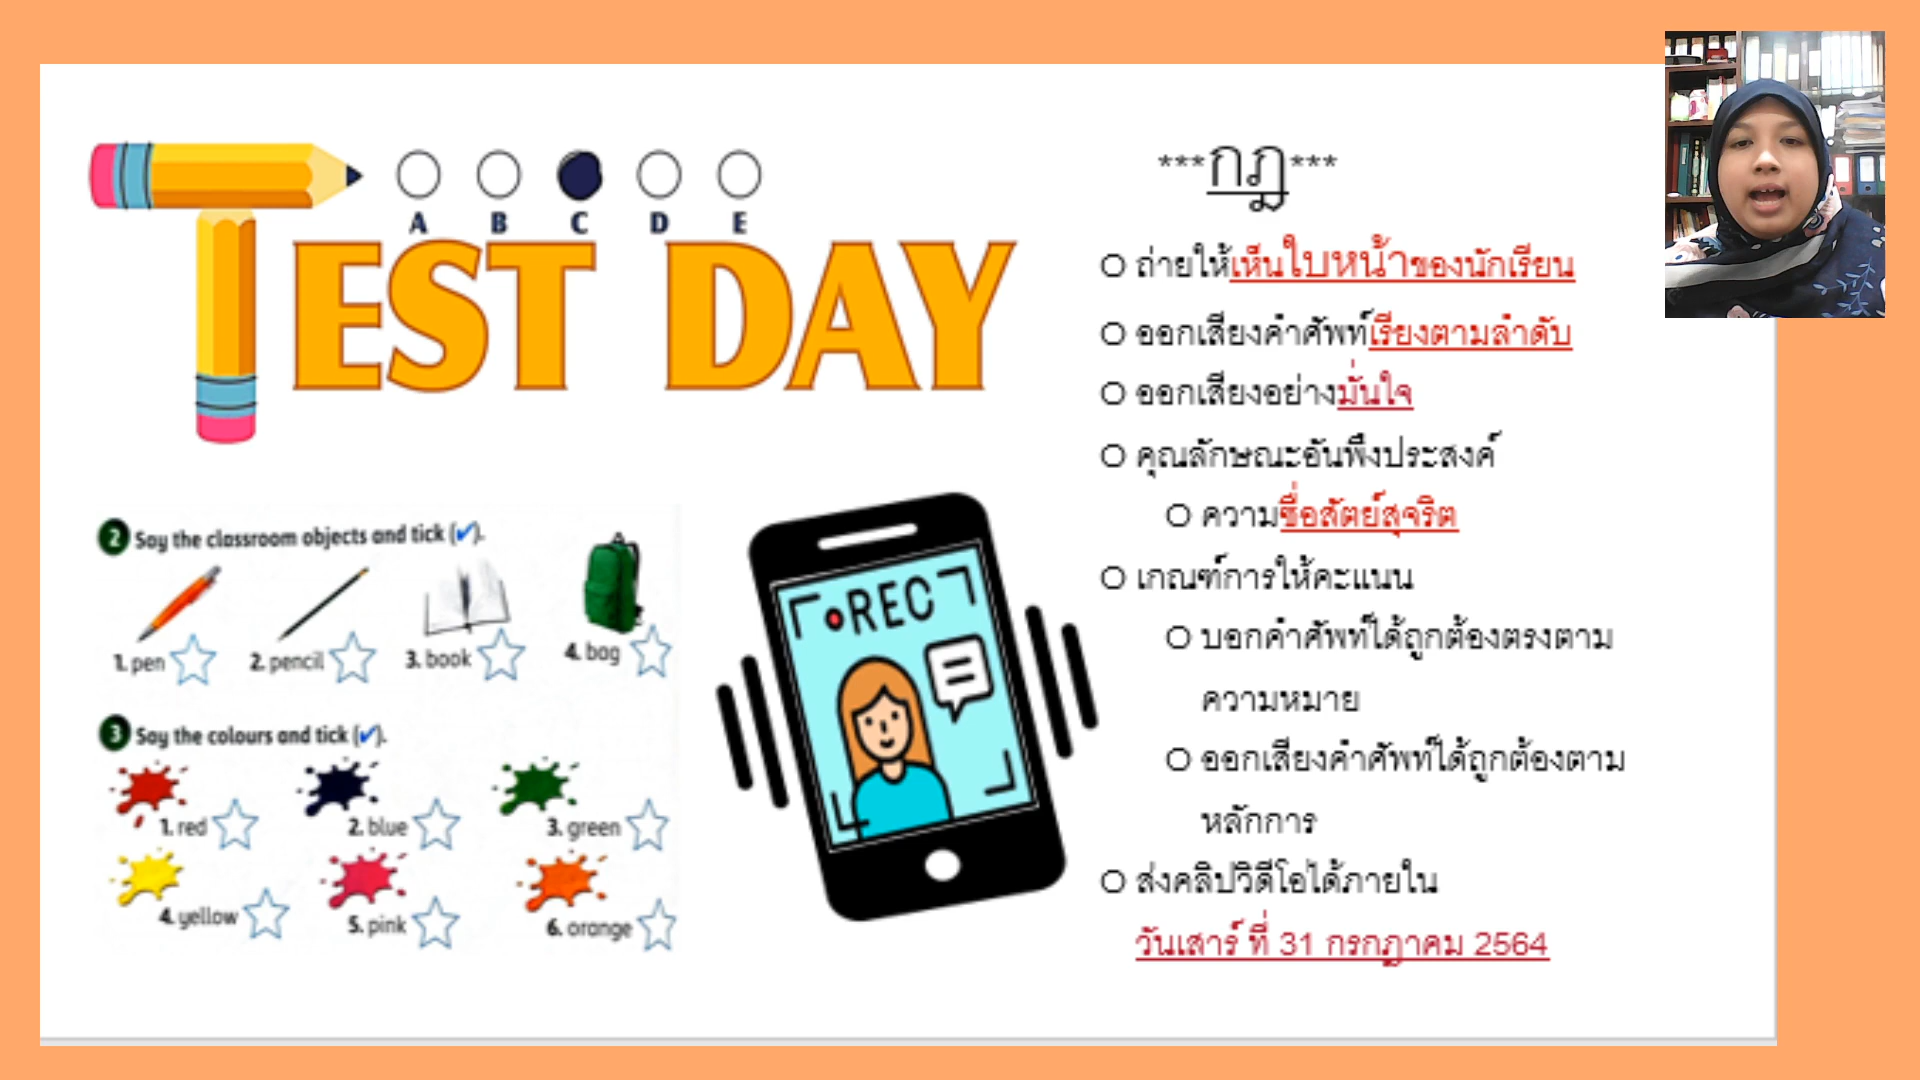 A B C D E
TEST DAY
2 Say the classroom objects and tick (✔).
1. pen
2. pencil
3. book
4. bag
3 Say the colours and tick (✔).
1. red
2. blue
3. green
4. yellow
5. pink
6. orange
REC
***กฎ***
ถ่ายให้เห็นใบหน้าของนักเรียน
ออกเสียงคำศัพท์เรียงตามลำดับ
ออกเสียงอย่างมั่นใจ
คุณลักษณะอันพึงประสงค์
ความซื่อสัตย์สุจริต
เกณฑ์การให้คะแนน
บอกคำศัพท์ได้ถูกต้องตรงตาม
ความหมาย
ออกเสียงคำศัพท์ได้ถูกต้องตาม
หลักการ
ส่งคลิปวิดีโอได้ภายใน
วันเสาร์ ที่ 31 กรกฎาคม 2564